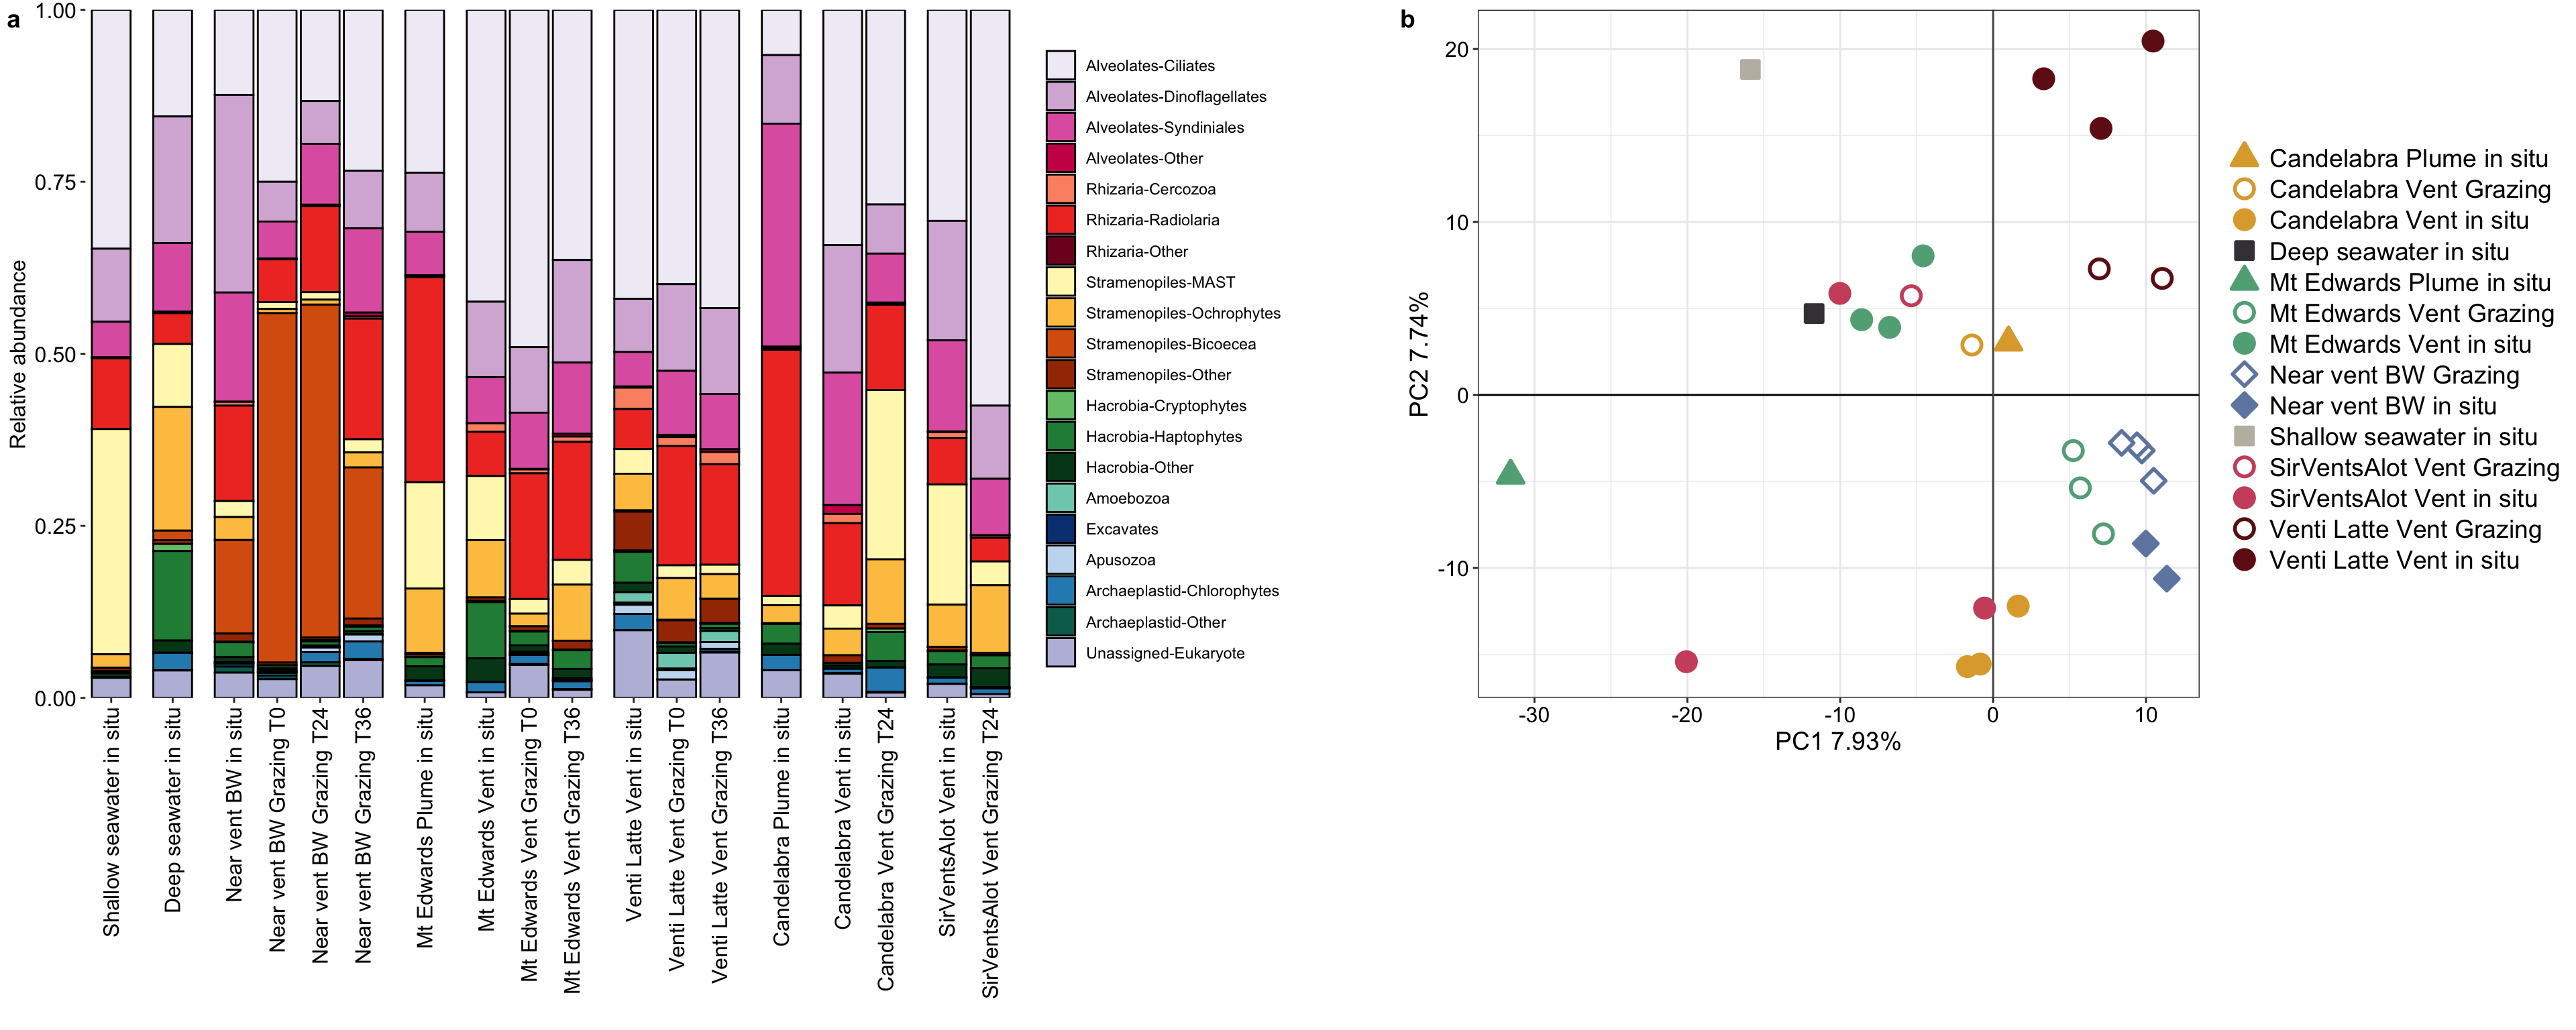 a
Relative abundance
1.00
0.75
0.50
0.25
0.00
Shallow seawater in situ
Deep seawater in situ
Near vent BW in situ
Near vent BW Grazing T0
Near vent BW Grazing T24
Near vent BW Grazing T36
Mt Edwards Plume in situ
Mt Edwards Vent in situ
Mt Edwards Vent Grazing T0
Mt Edwards Vent Grazing T36
Venti Latte Vent in situ
Venti Latte Vent Grazing T0
Venti Latte Vent Grazing T36
Candelabra Plume in situ
Candelabra Vent in situ
Candelabra Vent Grazing T24
SirVentsAlot Vent in situ
SirVentsAlot Vent Grazing T24
Alveolates-Ciliates
Alveolates-Dinoflagellates
Alveolates-Syndiniales
Alveolates-Other
Rhizaria-Cercozoa
Rhizaria-Radiolaria
Rhizaria-Other
Stramenopiles-MAST
Stramenopiles-Ochrophytes
Stramenopiles-Bicoecea
Stramenopiles-Other
Hacrobia-Cryptophytes
Hacrobia-Haptophytes
Hacrobia-Other
Amoebozoa
Excavates
Apusozoa
Archaeplastid-Chlorophytes
Archaeplastid-Other
Unassigned-Eukaryote
b
PC2 7.74%
20
10
0
-10
-30
-20
-10
0
10
PC1 7.93%
Candelabra Plume in situ
Candelabra Vent Grazing
Candelabra Vent in situ
Deep seawater in situ
Mt Edwards Plume in situ
Mt Edwards Vent Grazing
Mt Edwards Vent in situ
Near vent BW Grazing
Near vent BW in situ
Shallow seawater in situ
SirVentsAlot Vent Grazing
SirVentsAlot Vent in situ
Venti Latte Vent Grazing
Venti Latte Vent in situ